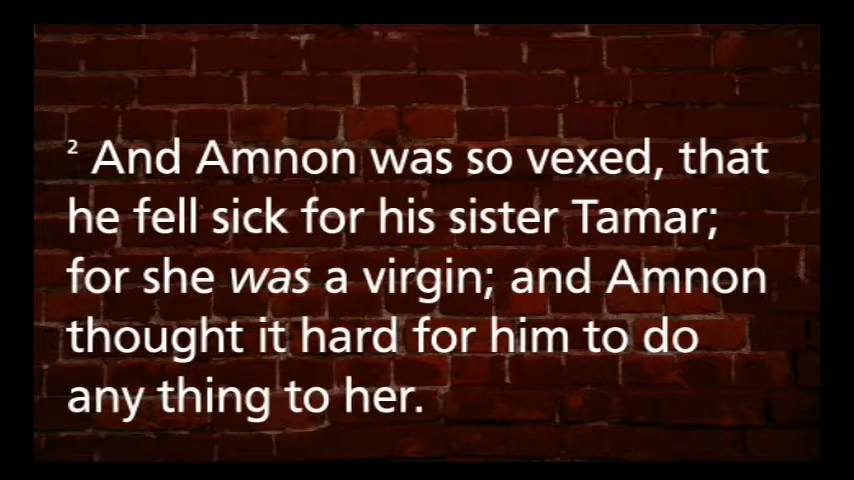 ² And Amnon was so vexed, that
he fell sick for his sister Tamar;
for she was a virgin; and Amnon
thought it hard for him to do
any thing to her.